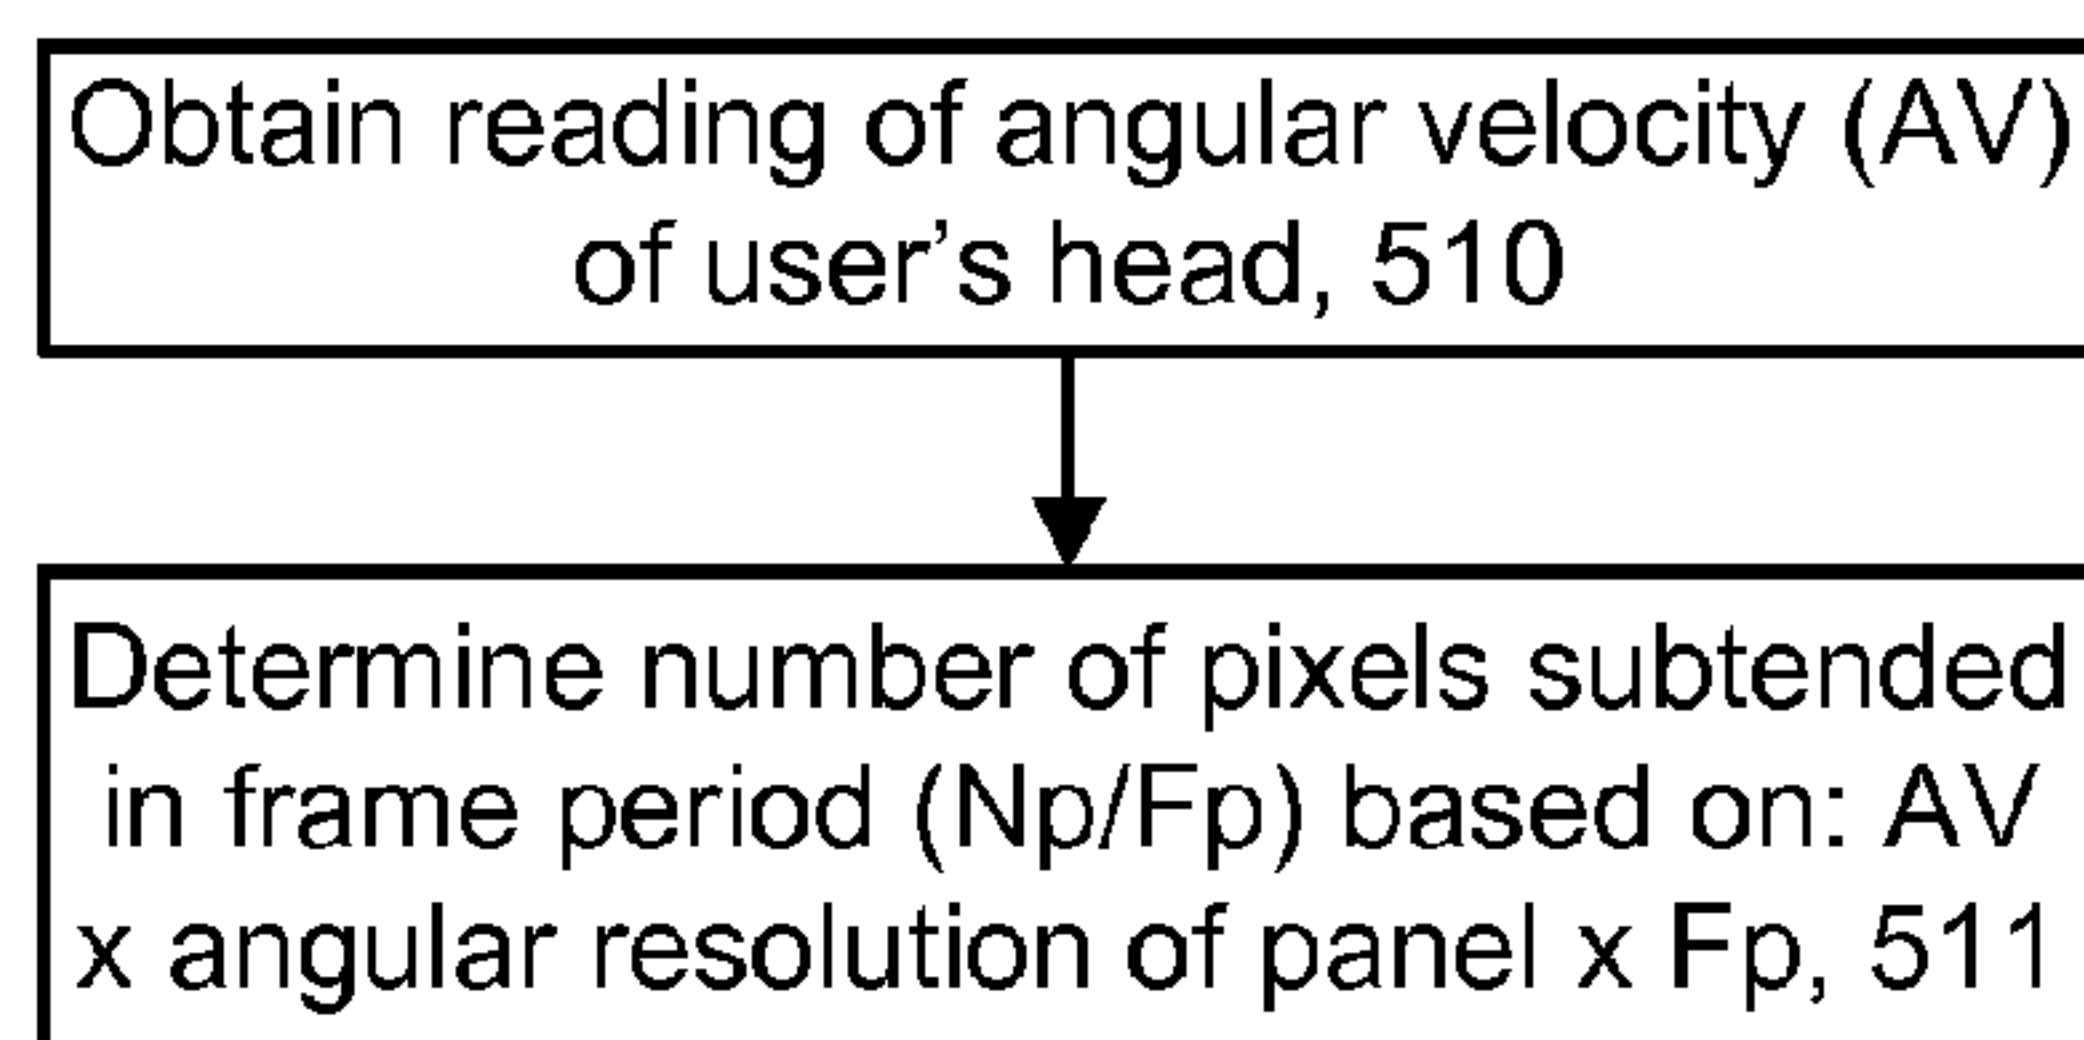 Obtain reading of angular velocity (AV)
of user’s head, 510
Determine number of pixels subtended
in frame period (Np/Fp) based on: AV
x angular resolution of panel x Fp, 511